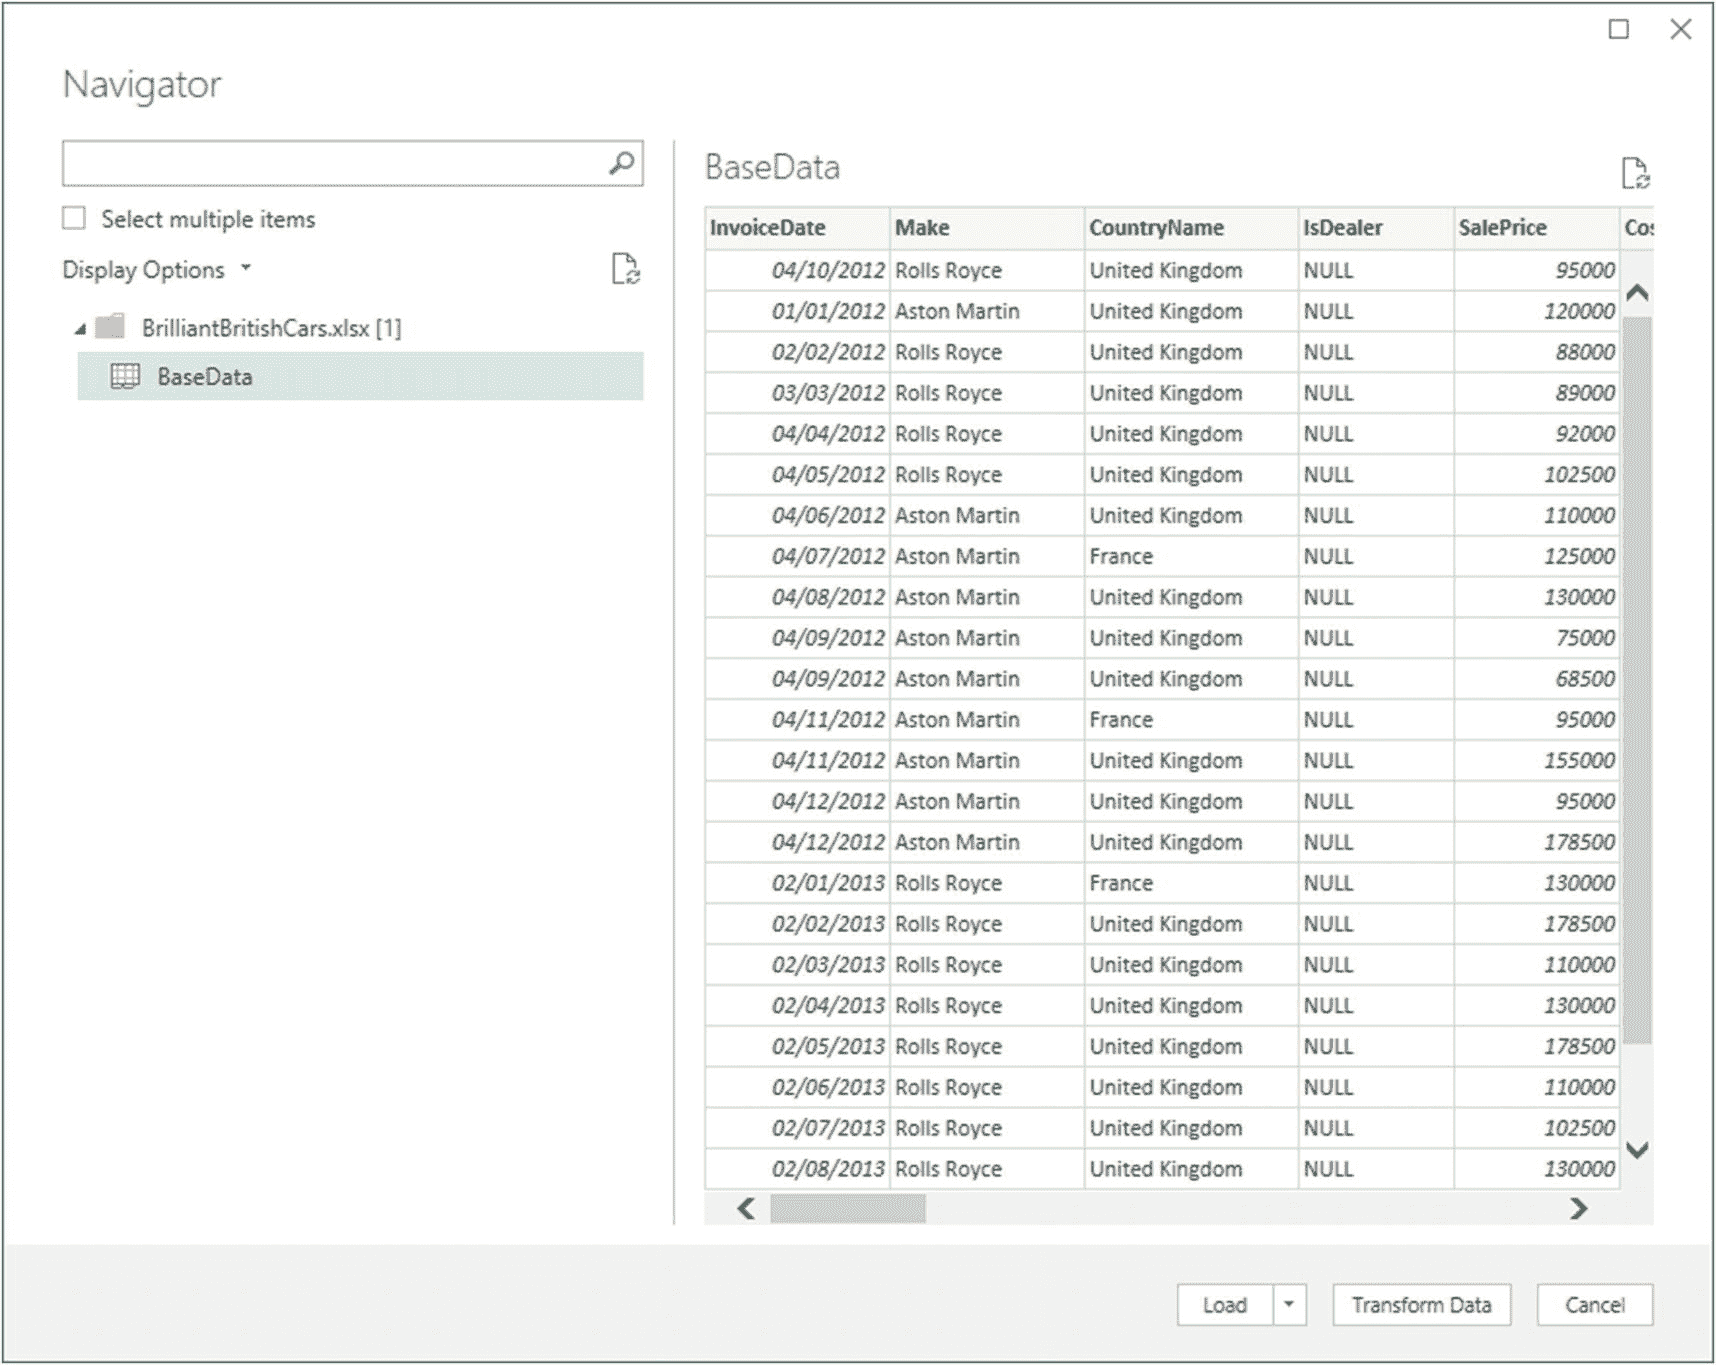 Navigator
Select multiple items
Display Options
BrilliantBritishCars.xlsx [1]
BaseData
BaseData
InvoiceDate Make CountryName IsDealer SalePrice Cos
04/10/2012 Rolls Royce United Kingdom NULL 95000
01/01/2012 Aston Martin United Kingdom NULL 120000
02/02/2012 Rolls Royce United Kingdom NULL 88000
03/03/2012 Rolls Royce United Kingdom NULL 89000
04/04/2012 Rolls Royce United Kingdom NULL 92000
04/05/2012 Rolls Royce United Kingdom NULL 102500
04/06/2012 Aston Martin United Kingdom NULL 110000
04/07/2012 Aston Martin France NULL 125000
04/08/2012 Aston Martin United Kingdom NULL 130000
04/09/2012 Aston Martin United Kingdom NULL 75000
04/09/2012 Aston Martin United Kingdom NULL 68500
04/11/2012 Aston Martin France NULL 95000
04/11/2012 Aston Martin United Kingdom NULL 155000
04/12/2012 Aston Martin United Kingdom NULL 95000
04/12/2012 Aston Martin United Kingdom NULL 178500
02/01/2013 Rolls Royce France NULL 130000
02/02/2013 Rolls Royce United Kingdom NULL 178500
02/03/2013 Rolls Royce United Kingdom NULL 110000
02/04/2013 Rolls Royce United Kingdom NULL 130000
02/05/2013 Rolls Royce United Kingdom NULL 178500
02/06/2013 Rolls Royce United Kingdom NULL 110000
02/07/2013 Rolls Royce United Kingdom NULL 102500
02/08/2013 Rolls Royce United Kingdom NULL 130000
Load Transform Data Cancel